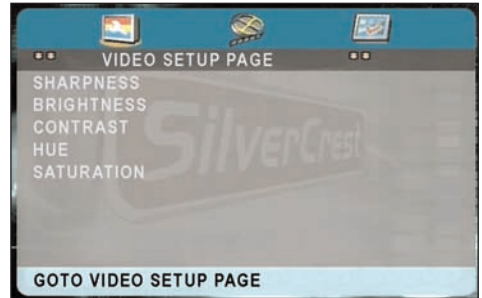 VIDEO SETUP PAGE
SHARPNESS
BRIGHTNESS
CONTRAST
HUE
SATURATION
SilverCrest
GOTO VIDEO SETUP PAGE